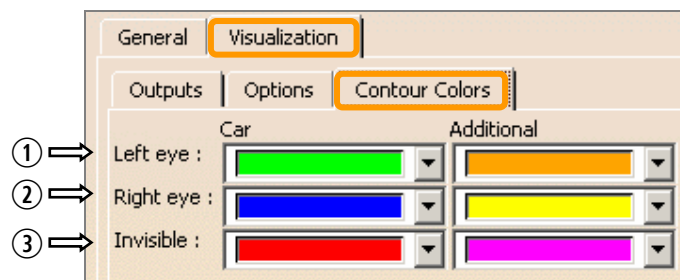 General Visualization
Outputs Options Contour Colors
Car Additional
① Left eye :
② Right eye :
③ Invisible :